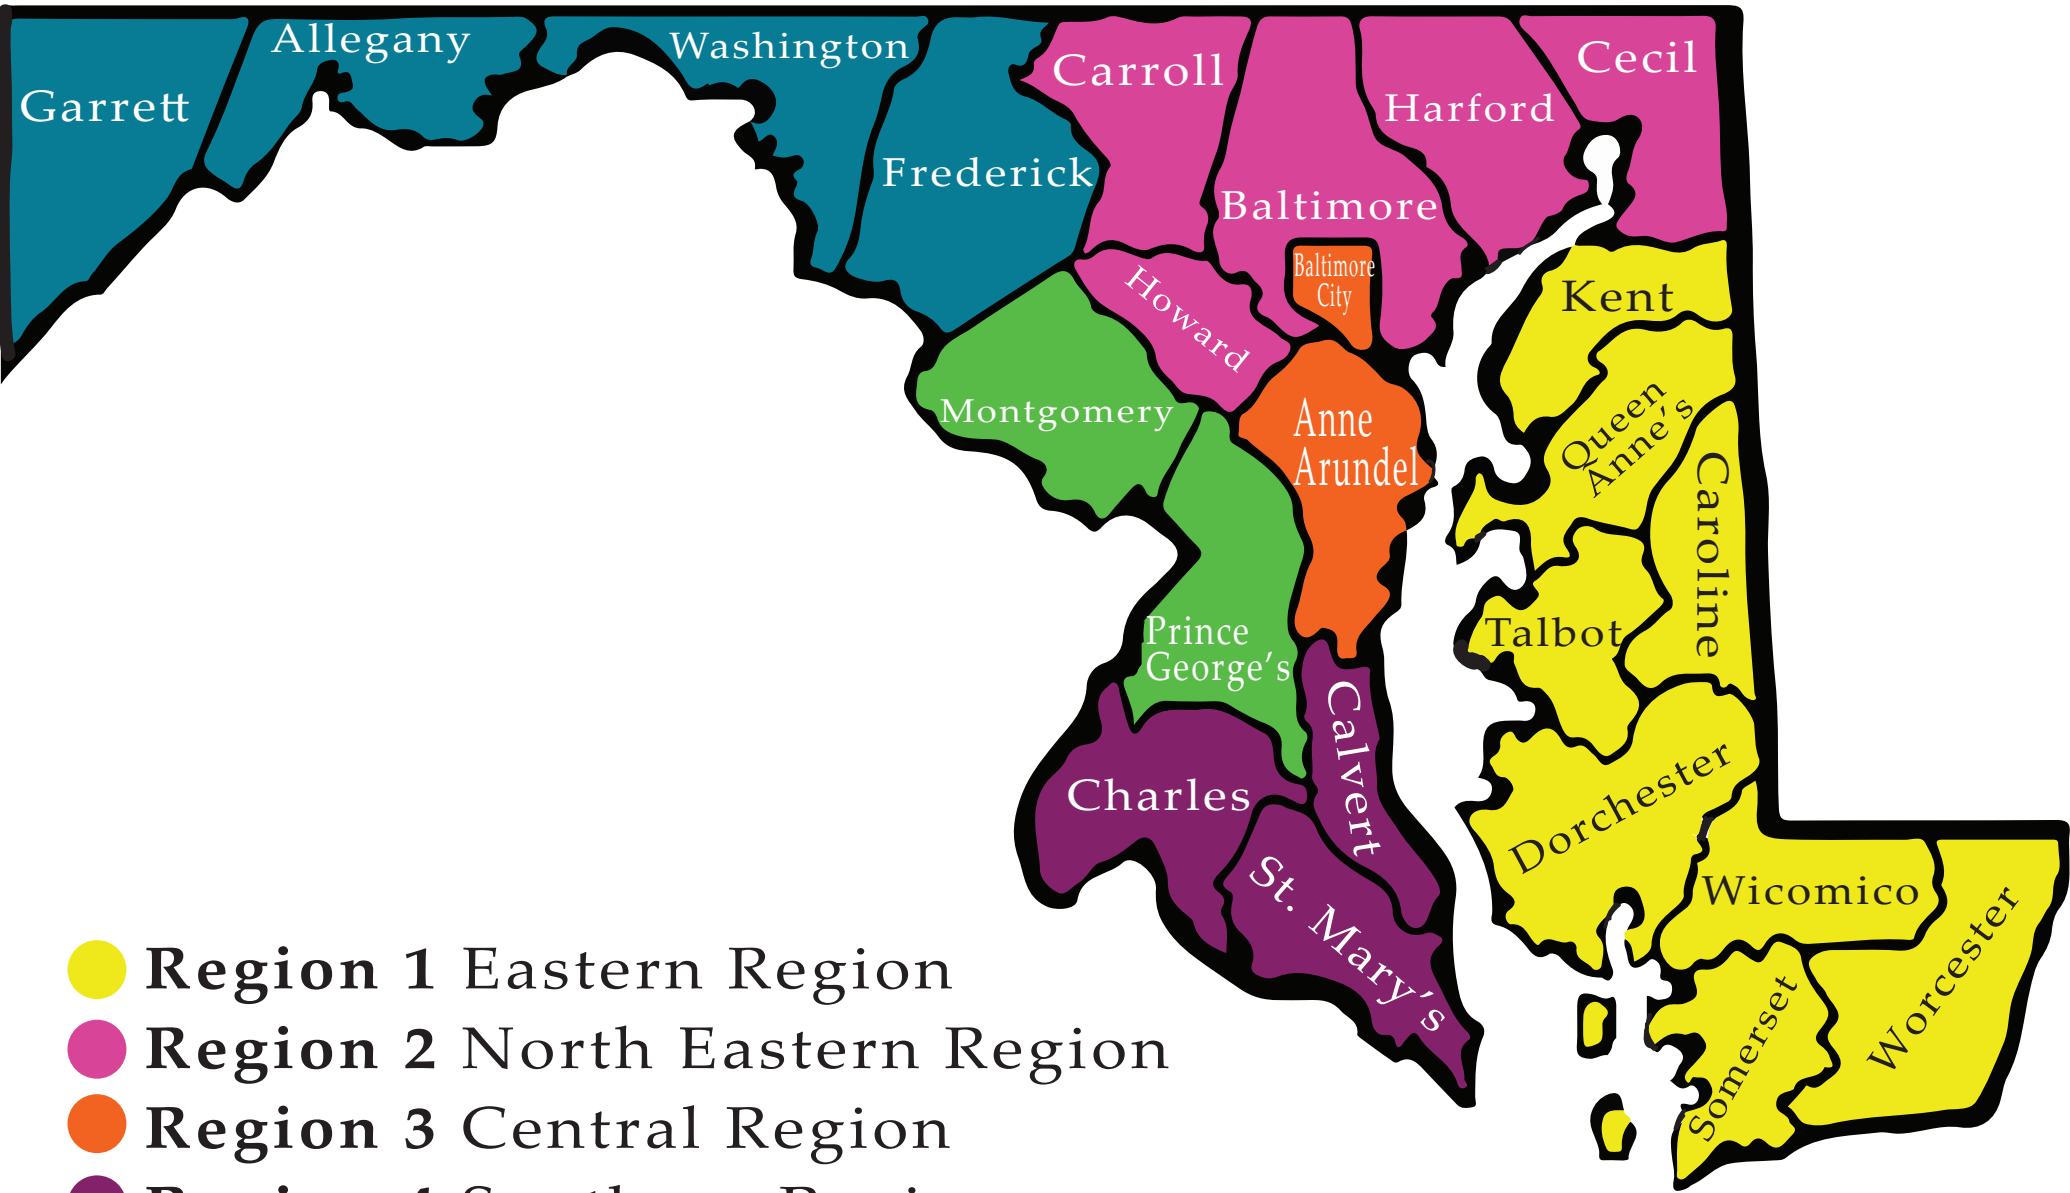 Garrett
Allegany
Washington
Frederick
Carroll
Baltimore
Harford
Cecil
Baltimore
City
Howard
Kent
Montgomery
Anne
Arundel
Queen
Anne's
Caroline
Prince
George's
Talbot
Calvert
Charles
Dorchester
St. Mary's
Wicomico
Worcester
Somerset
Region 1 Eastern Region
Region 2 North Eastern Region
Region 3 Central Region